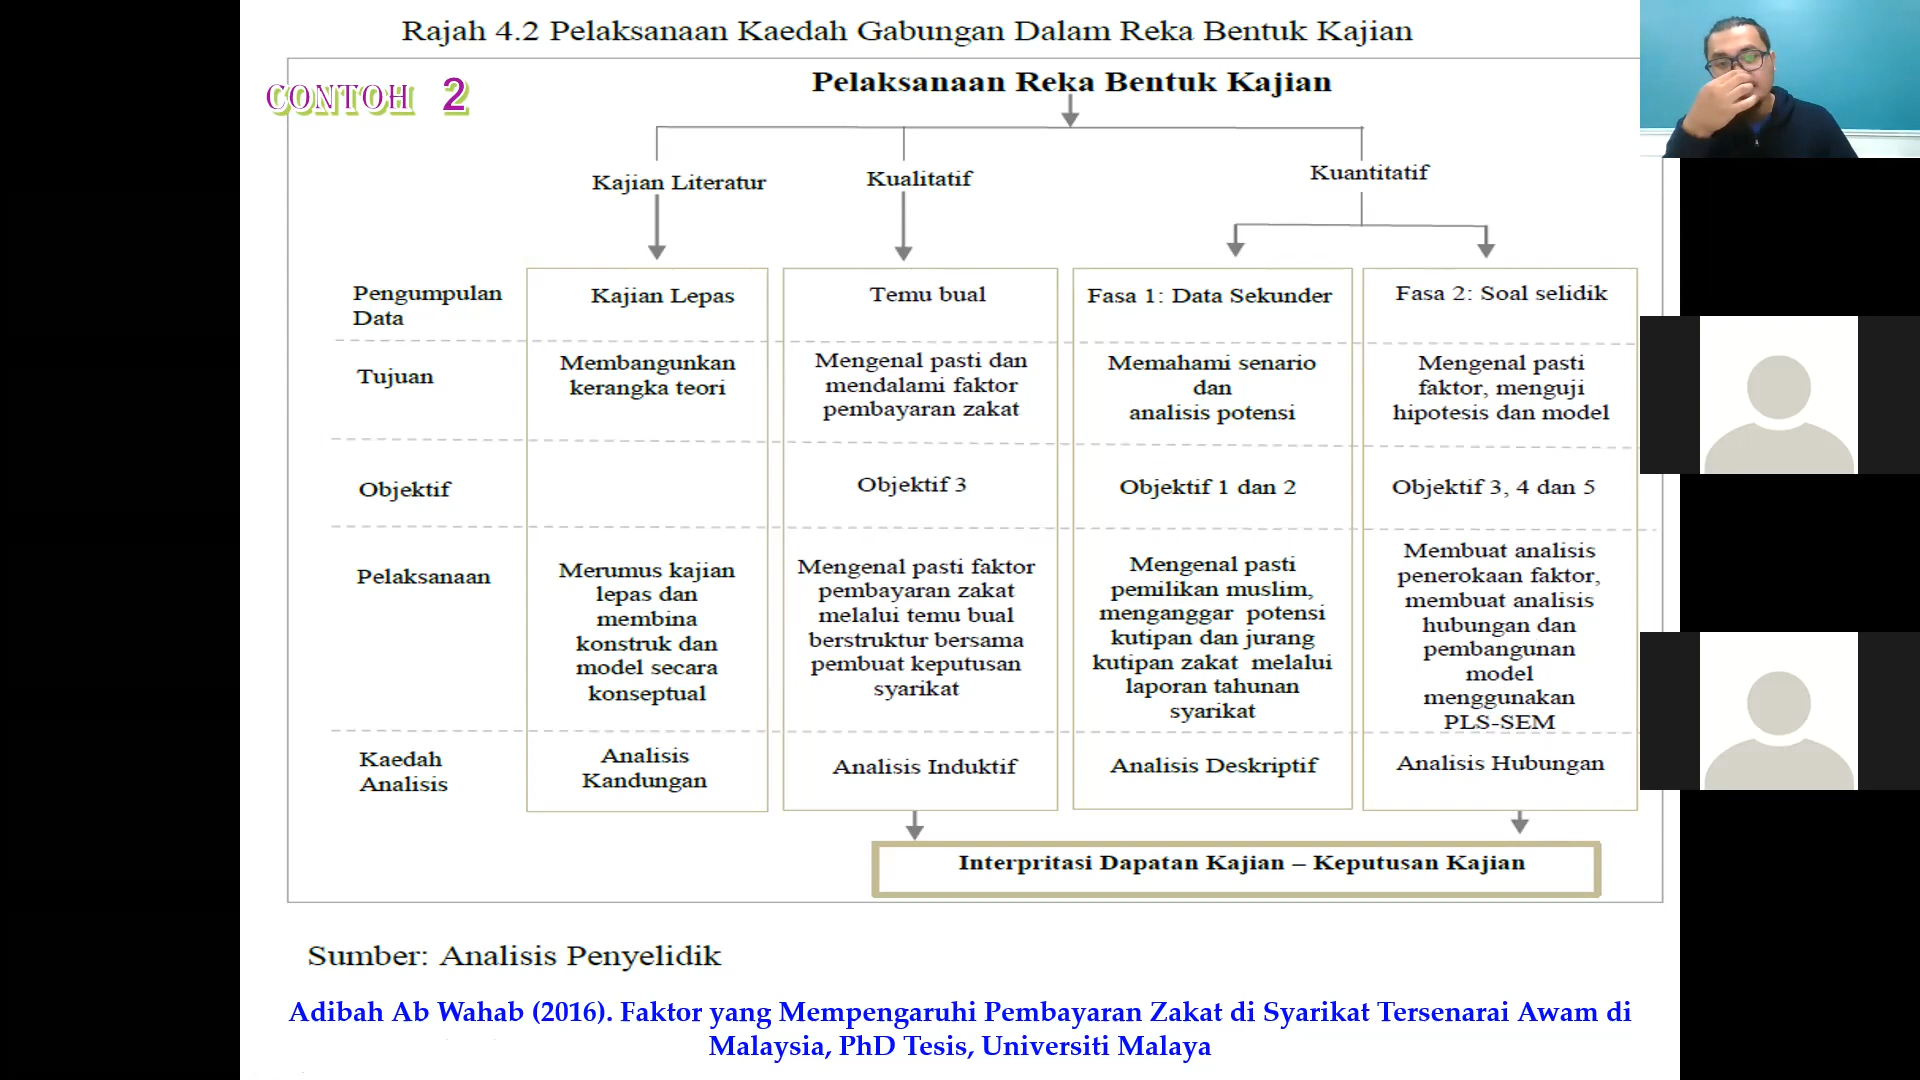 Rajah 4.2 Pelaksanaan Kaedah Gabungan Dalam Reka Bentuk Kajian
CONTOH 2
Pelaksanaan Reka Bentuk Kajian
Kajian Literatur
Kualitatif
Kuantitatif
Pengumpulan
Data
Kajian Lepas
Temu bual
Fasa 1: Data Sekunder
Fasa 2: Soal selidik
Tujuan
Membangunkan
kerangka teori
Mengenal pasti dan
mendalami faktor
pembayaran zakat
Memahami senario
dan
analisis potensi
Mengenal pasti
faktor, menguji
hipotesis dan model
Objektif
Objektif 3
Objektif 1 dan 2
Objektif 3, 4 dan 5
Pelaksanaan
Merumus kajian
lepas dan
membina
konstruk dan
model secara
konseptual
Mengenal pasti faktor
pembayaran zakat
melalui temu bual
berstruktur bersama
pembuat keputusan
syarikat
Mengenal pasti
pemilikan muslim,
menganggar potensi
kutipan dan jurang
kutipan zakat melalui
laporan tahunan
syarikat
Membuat analisis
penerokaan faktor,
membuat analisis
hubungan dan
pembangunan
model
menggunakan
PLS-SEM
Kaedah
Analisis
Analisis
Kandungan
Analisis Induktif
Analisis Deskriptif
Analisis Hubungan
Interpritasi Dapatan Kajian – Keputusan Kajian
Sumber: Analisis Penyelidik
Adibah Ab Wahab (2016). Faktor yang Mempengaruhi Pembayaran Zakat di Syarikat Tersenarai Awam di
Malaysia, PhD Tesis, Universiti Malaya